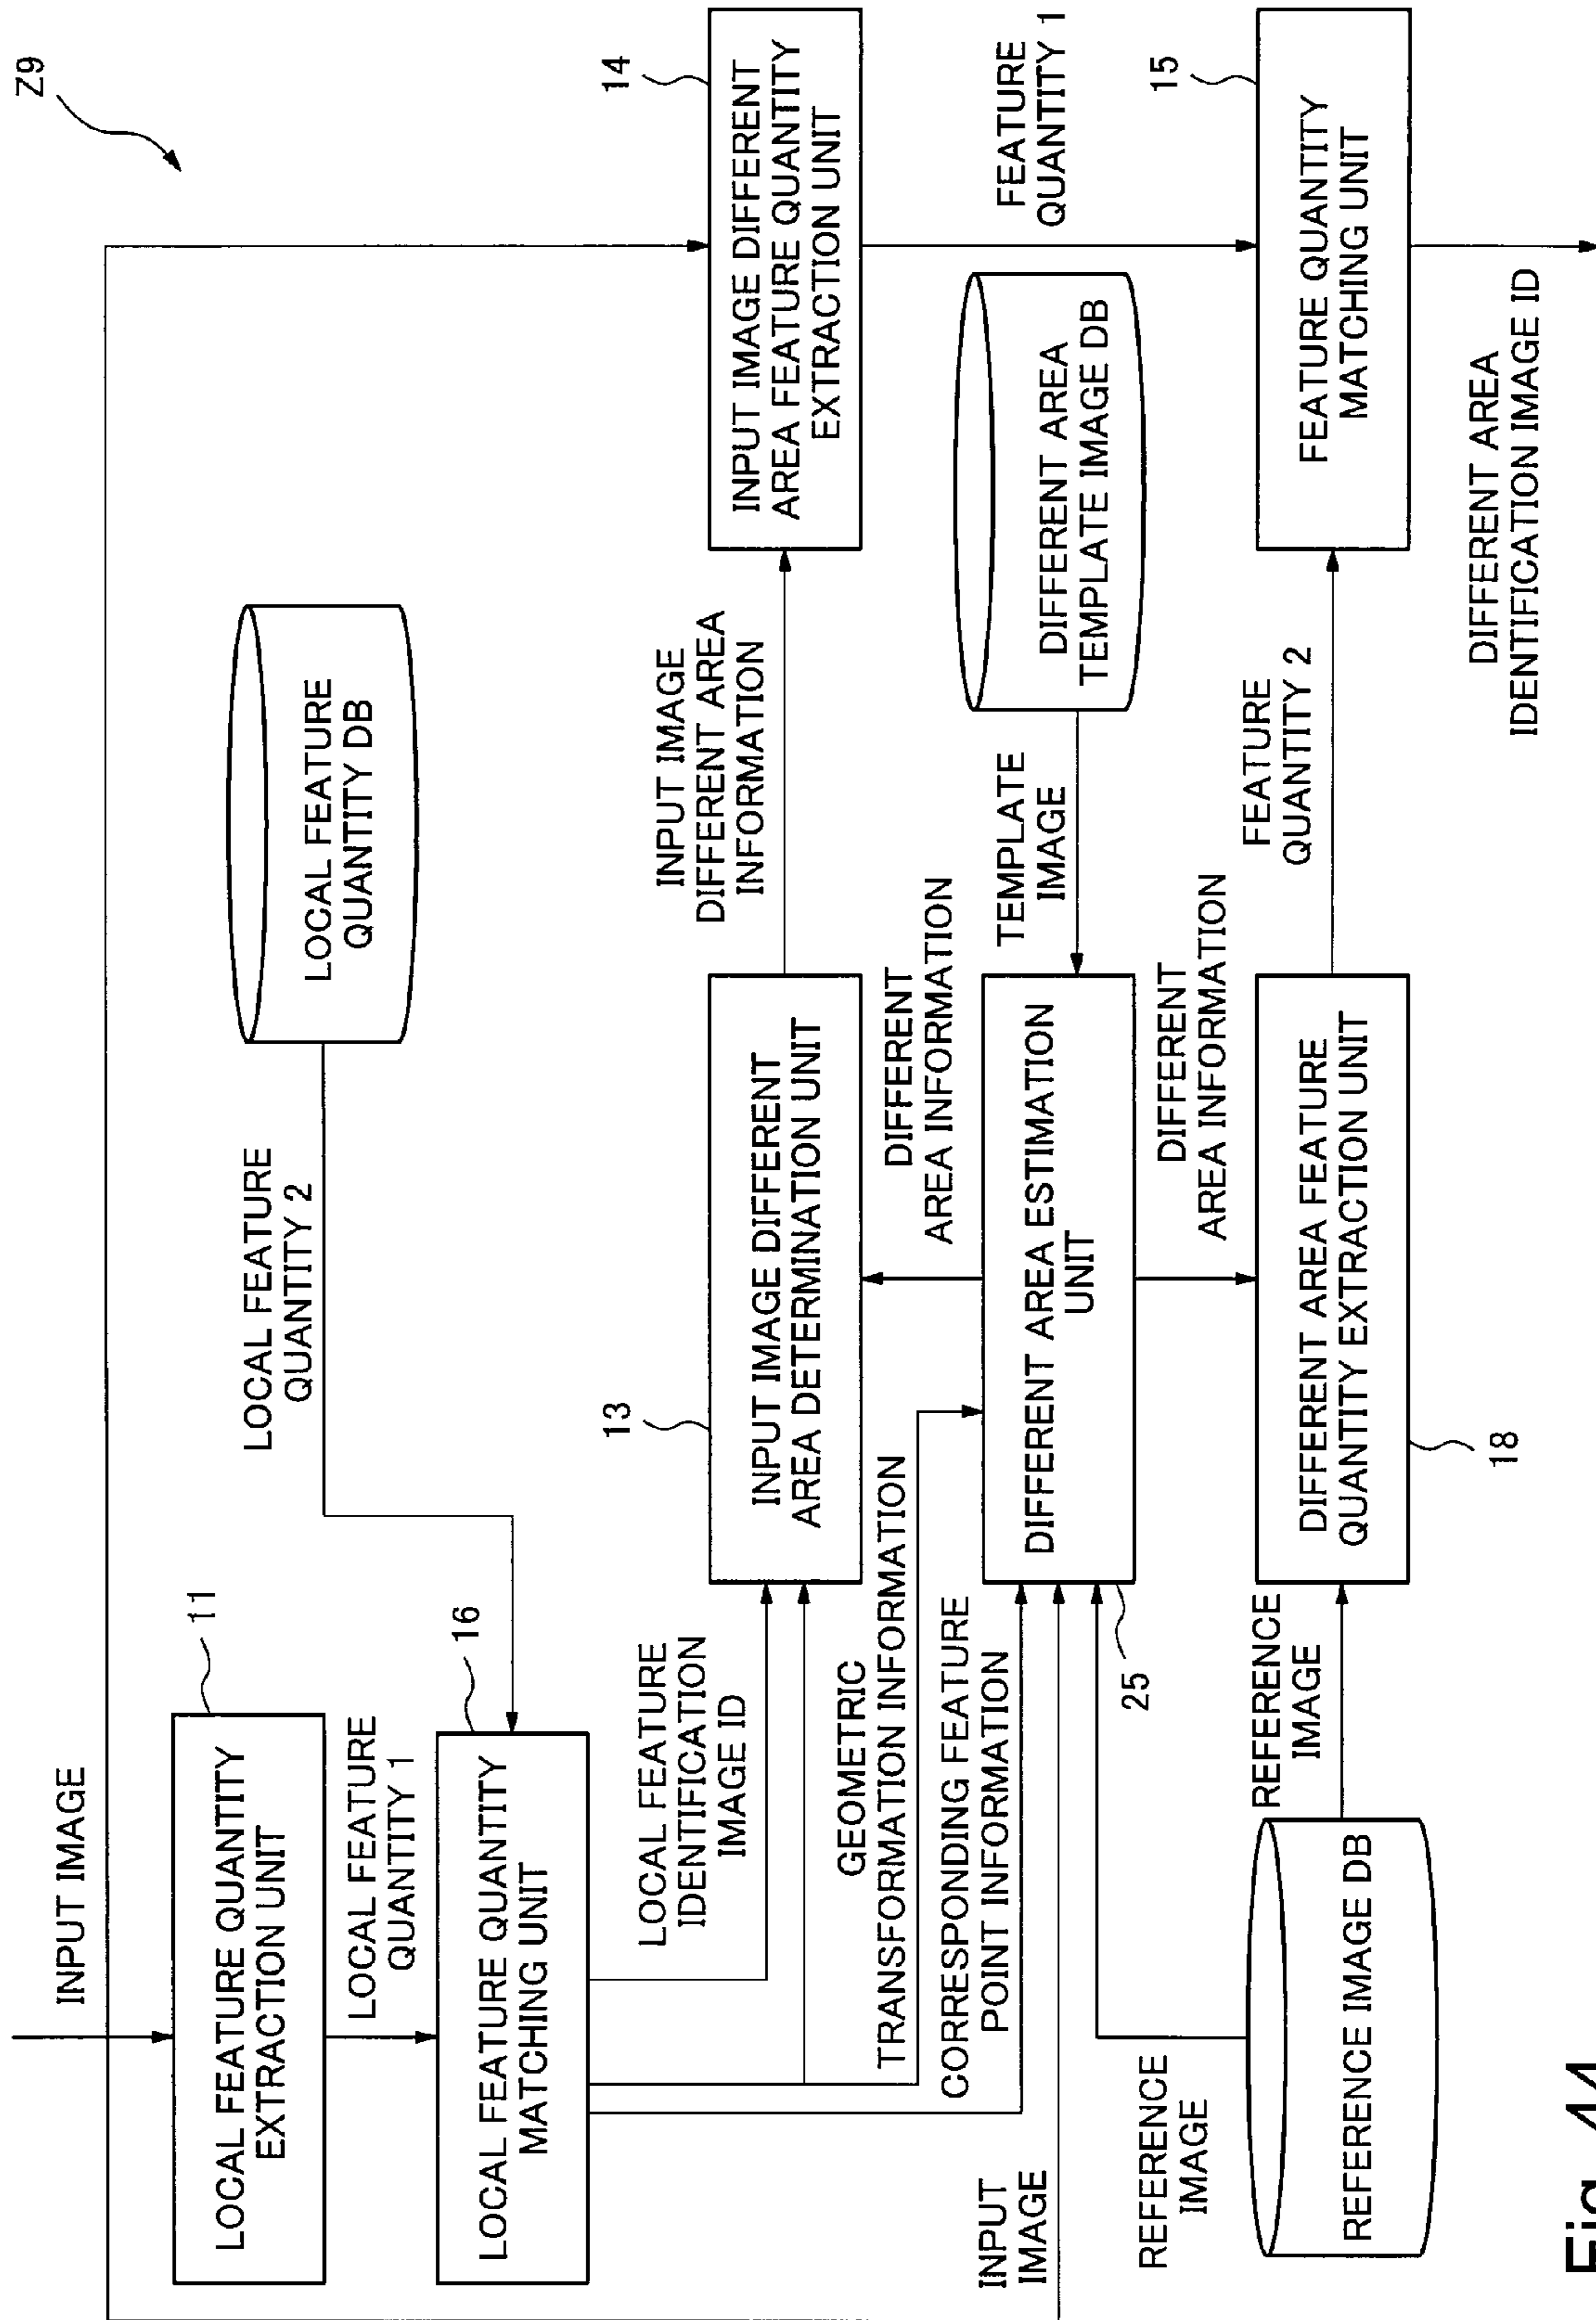 Z9
INPUT IMAGE
11
LOCAL FEATURE QUANTITY
EXTRACTION UNIT
LOCAL FEATURE
QUANTITY 1
16
LOCAL FEATURE QUANTITY
MATCHING UNIT
LOCAL FEATURE
QUANTITY 2
LOCAL FEATURE
QUANTITY DB
LOCAL FEATURE
IDENTIFICATION
IMAGE ID
13
INPUT IMAGE DIFFERENT
AREA DETERMINATION UNIT
INPUT IMAGE
DIFFERENT AREA
INFORMATION
14
INPUT IMAGE DIFFERENT
AREA FEATURE QUANTITY
EXTRACTION UNIT
GEOMETRIC
TRANSFORMATION INFORMATION
CORRESPONDING FEATURE
POINT INFORMATION
DIFFERENT
AREA INFORMATION
FEATURE
QUANTITY 1
INPUT
IMAGE
25
DIFFERENT AREA ESTIMATION
UNIT
TEMPLATE
IMAGE
DIFFERENT AREA
TEMPLATE IMAGE DB
REFERENCE
IMAGE
DIFFERENT
AREA INFORMATION
REFERENCE IMAGE DB
REFERENCE
IMAGE
18
DIFFERENT AREA FEATURE
QUANTITY EXTRACTION UNIT
FEATURE
QUANTITY 2
15
FEATURE QUANTITY
MATCHING UNIT
DIFFERENT AREA
IDENTIFICATION IMAGE ID
Fig. 44